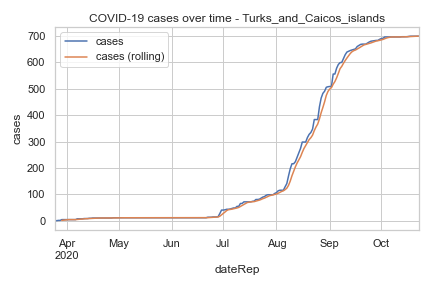 COVID-19 cases over time - Turks_and_Caicos_islands
cases
cases (rolling)
700
600
500
400
300
200
100
0
cases
Apr May Jun Jul Aug Sep Oct
2020
dateRep